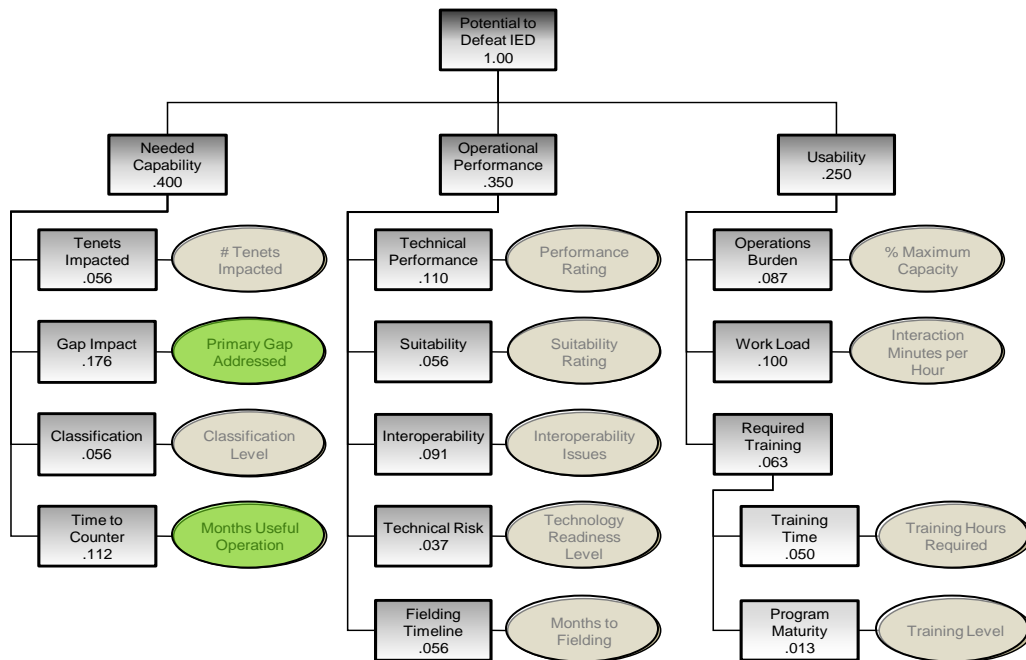 Potential to
Defeat IED
1.00
Needed
Capability
.400
Operational
Performance
.350
Usability
.250
Tenets
Impacted
.056
# Tenets
Impacted
Technical
Performance
.110
Performance
Rating
Operations
Burden
.087
% Maximum
Capacity
Gap Impact
.176
Primary Gap
Addressed
Suitability
.056
Suitability
Rating
Work Load
.100
Interaction
Minutes per
Hour
Classification
.056
Classification
Level
Interoperability
.091
Interoperability
Issues
Required
Training
.063
Time to
Counter
.112
Months Useful
Operation
Technical Risk
.037
Technology
Readiness
Level
Training
Time
.050
Training Hours
Required
Fielding
Timeline
.056
Months to
Fielding
Program
Maturity
.013
Training Level